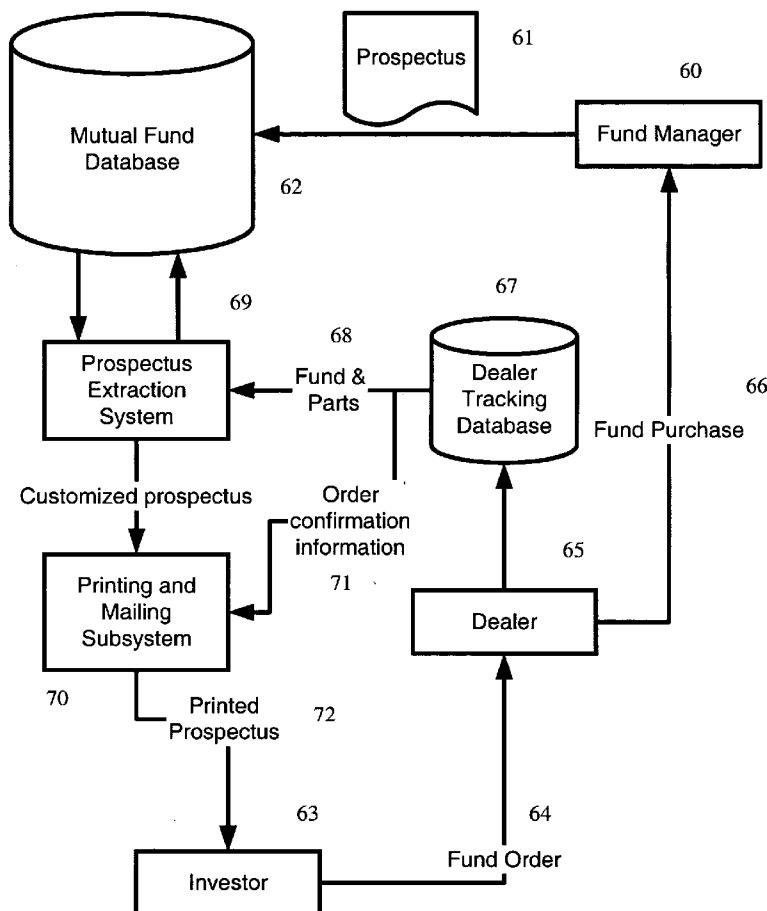 61
Prospectus
60
Fund Manager
Mutual Fund
Database
62
67
69
68
Prospectus
Extraction
System
Fund &
Parts
Dealer
Tracking
Database
66
Fund Purchase
Customized prospectus
Order
confirmation
information
65
Printing and
Mailing
Subsystem
71
Dealer
70
Printed
Prospectus
72
63
64
Fund Order
Investor